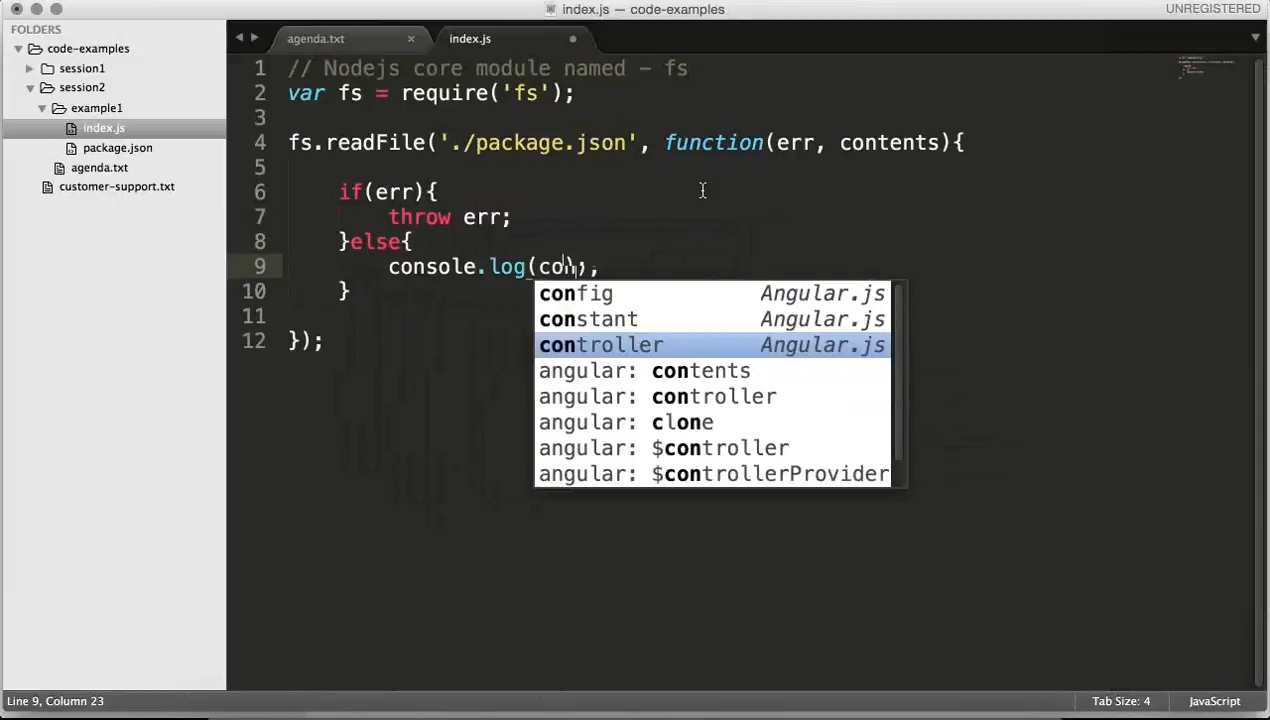 index.js — code-examples
UNREGISTERED
FOLDERS
code-examples
session1
session2
example1
index.js
package.json
agenda.txt
customer-support.txt
agenda.txt ×
index.js
1 // Nodejs core module named - fs
2 var fs = require('fs');
3
4 fs.readFile('./package.json', function(err, contents){
5
6 if(err){
7 throw err;
8 }else{
9 console.log(con);
10 }
11
12 });
config Angular.js
constant Angular.js
controller Angular.js
angular: contents
angular: controller
angular: clone
angular: $controller
angular: $controllerProvider
Line 9, Column 23
Tab Size: 4
JavaScript